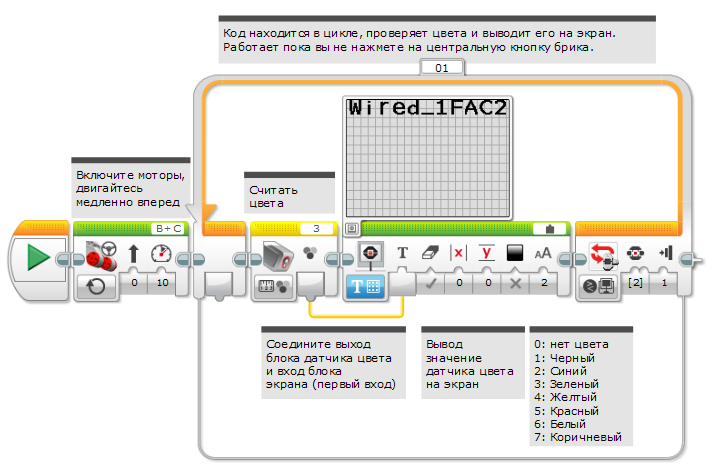 Код находится в цикле, проверяет цвета и выводит его на экран.
Работает пока вы не нажмете на центральную кнопку брика.
01
Wired_1FAC2
Включите моторы,
двигайтесь
медленно вперед
Считать
цвета
B+C
3
T
x
y
AA
0
10
T
0
0
2
[2]
1
Соедините выход
блока датчика цвета
и вход блока
экрана (первый вход)
Вывод
значение
датчика цвета
на экран
0: нет цвета
1: Черный
2: Синий
3: Зеленый
4: Желтый
5: Красный
6: Белый
7: Коричневый